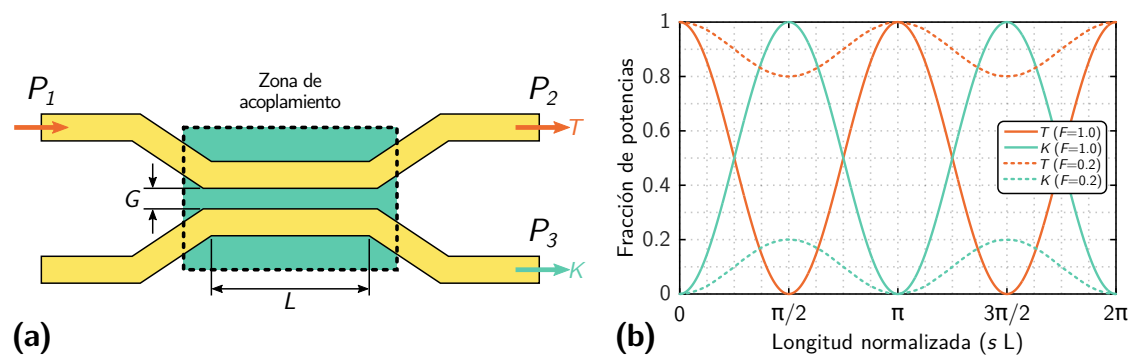 Zona de
acoplamiento
P1
P2
T
G
P3
K
L
(a)
Fracción de potencias
1
0.8
0.6
0.4
0.2
0
T (F=1.0)
K (F=1.0)
T (F=0.2)
K (F=0.2)
0
π/2
π
3π/2
2π
Longitud normalizada (s L)
(b)